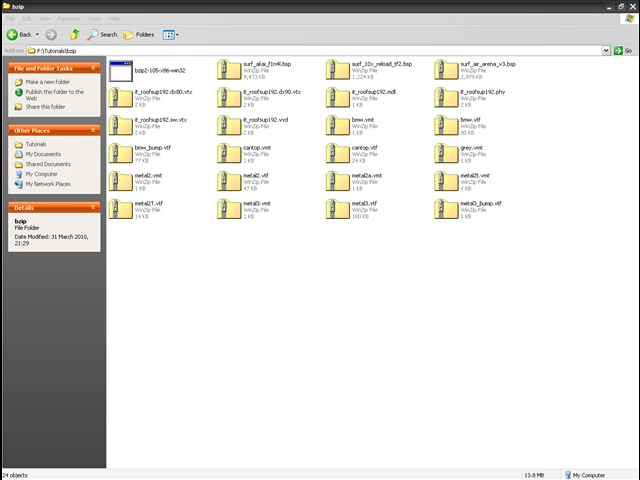 bzip
File Edit View Favorites Tools Help
Back Search Folders
Address F:\Tutorials\bzip Go
File and Folder Tasks
Make a new folder
Publish this folder to the
Web
Share this folder
Other Places
Tutorials
My Documents
Shared Documents
My Computer
My Network Places
Details
bzip
File Folder
Date Modified: 31 March 2010,
21:29
bzip2-105-x86-win32
surf_akai_f1n4l.bsp
WinZip File
9,473 KB
surf_10x_reload_tf2.bsp
WinZip File
1,224 KB
surf_air_arena_v3.bsp
WinZip File
2,979 KB
it_roofsup192.dx80.vtx
WinZip File
2 KB
it_roofsup192.dx90.vtx
WinZip File
2 KB
it_roofsup192.mdl
WinZip File
1 KB
it_roofsup192.phy
WinZip File
2 KB
it_roofsup192.sw.vtx
WinZip File
2 KB
it_roofsup192.vvd
WinZip File
2 KB
bmw.vmt
WinZip File
1 KB
bmw.vtf
WinZip File
80 KB
bmw_bump.vtf
WinZip File
77 KB
cantop.vmt
WinZip File
1 KB
cantop.vtf
WinZip File
24 KB
grey.vmt
WinZip File
1 KB
metal2.vmt
WinZip File
1 KB
metal2.vtf
WinZip File
47 KB
metal2a.vmt
WinZip File
1 KB
metal2t.vmt
WinZip File
1 KB
metal2T.vtf
WinZip File
14 KB
metal3.vmt
WinZip File
1 KB
metal3.vtf
WinZip File
180 KB
metal3_bump.vtf
WinZip File
1 KB
24 objects 13.8 MB My Computer